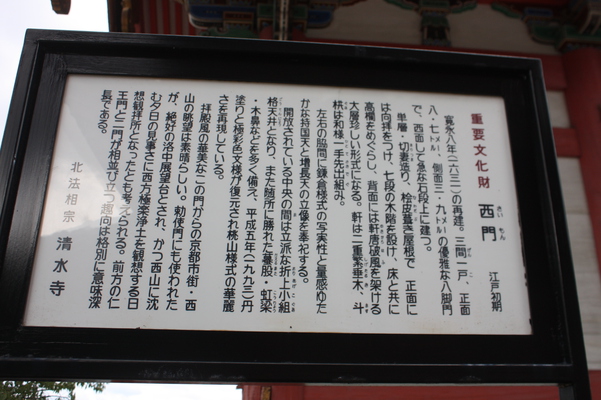 重要文化財 西門 さいもん 江戸初期
寛永八年(一六三一)の再建。三間一戸、正面
八・七㍍、側面三・九㍍の優雅な八脚門
で、西面して急な石段上に建つ。
単層・切妻造り、桧皮葺き屋根で、正面に
は向拝をつけ、七段の木階を設け、床と共に
高欄をめぐらし、背面には軒唐破風を架ける
大層珍しい形式になる。軒は二重繁垂木、斗
栱は和様一手先出組み。
左右の脇間に鎌倉様式の写実性と量感ゆた
かな持国天と増長天の立像を奉祀する。
開放されている中央の間は立派な折上小組
格天井となり、また随所に勝れた蟇股・虹梁
・木鼻などを多く備え、平成五年(一九九三)丹
塗りと極彩色文様が復元され桃山様式の華麗
さを再現している。
拝殿風の華美なこの門からの京都市街・西
山の眺望は素晴らしい。勅使門にも使われた
が、絶好の洛中展望台とされ、かつ西山に沈
む夕日の見事さに西方極楽浄土を観想する日
想観拝所となったとも考えられる。前方の仁
王門と二門が相並び立つ趣向は格別に意味深
長である。
北法相宗 清水寺